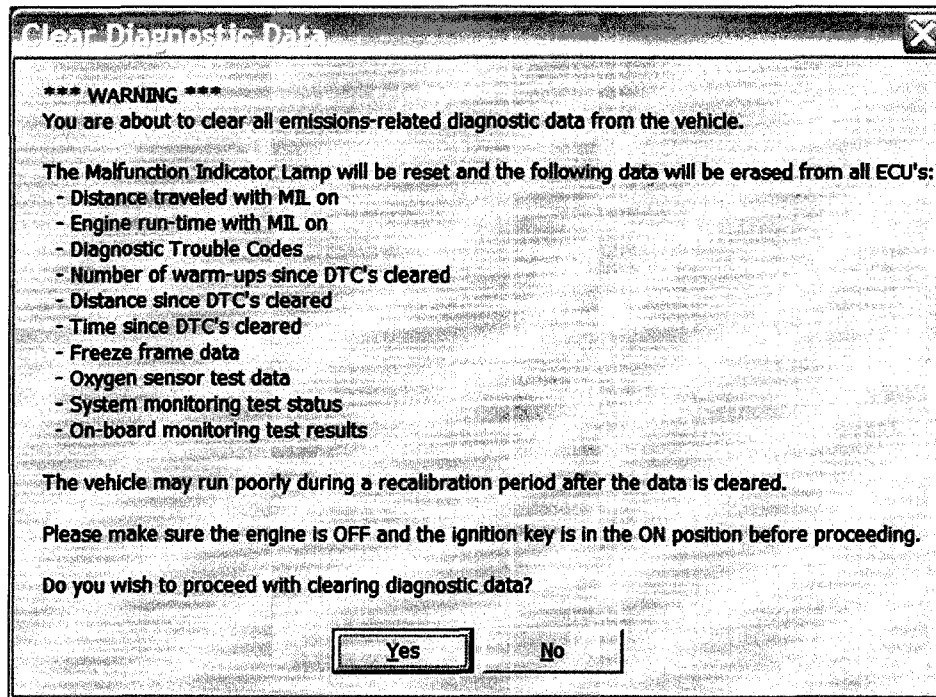 Clear Diagnostic Data
*** WARNING ***
You are about to clear all emissions-related diagnostic data from the vehicle.
The Malfunction Indicator Lamp will be reset and the following data will be erased from all ECU's:
- Distance traveled with MIL on
- Engine run-time with MIL on
- Diagnostic Trouble Codes
- Number of warm-ups since DTC's cleared
- Distance since DTC's cleared
- Time since DTC's cleared
- Freeze frame data
- Oxygen sensor test data
- System monitoring test status
- On-board monitoring test results
The vehicle may run poorly during a recalibration period after the data is cleared.
Please make sure the engine is OFF and the ignition key is in the ON position before proceeding.
Do you wish to proceed with clearing diagnostic data?
Yes No